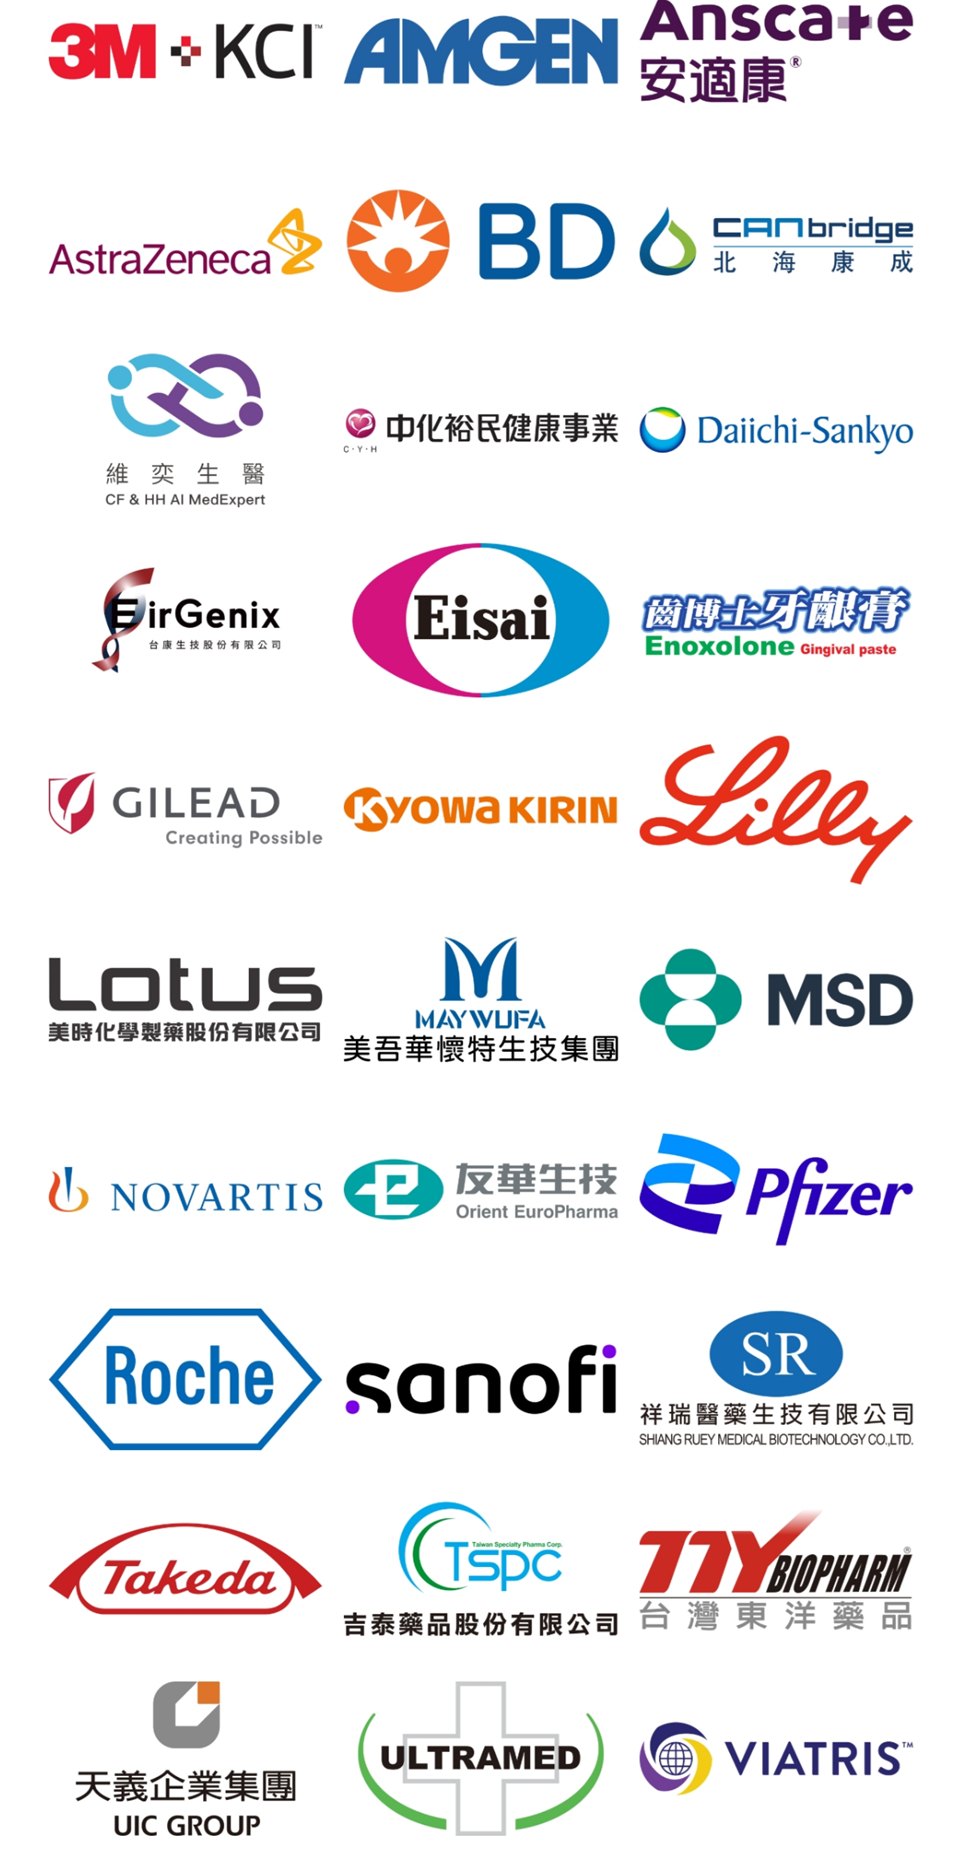 3M + KCI™
AMGEN
Anscare
安適康®
AstraZeneca
BD
CANbridge
北海康成
維奕生醫
CF & HH AI MedExpert
C·Y·H
中化裕民健康事業
Daiichi-Sankyo
EirGenix
台康生技股份有限公司
Eisai
齒博士牙齦膏
Enoxolone Gingival paste
GILEAD
Creating Possible
KYOWA KIRIN
Lilly
Lotus
美時化學製藥股份有限公司
MAYWUFA
美吾華懷特生技集團
MSD
NOVARTIS
友華生技
Orient EuroPharma
Pfizer
Roche
sanofi
SR
祥瑞醫藥生技有限公司
SHIANG RUEY MEDICAL BIOTECHNOLOGY CO.,LTD.
Takeda
Taiwan Specialty Pharma Corp.
TSPC
吉泰藥品股份有限公司
TTY BIOPHARM®
台灣東洋藥品
天義企業集團
UIC GROUP
ULTRAMED
VIATRIS™